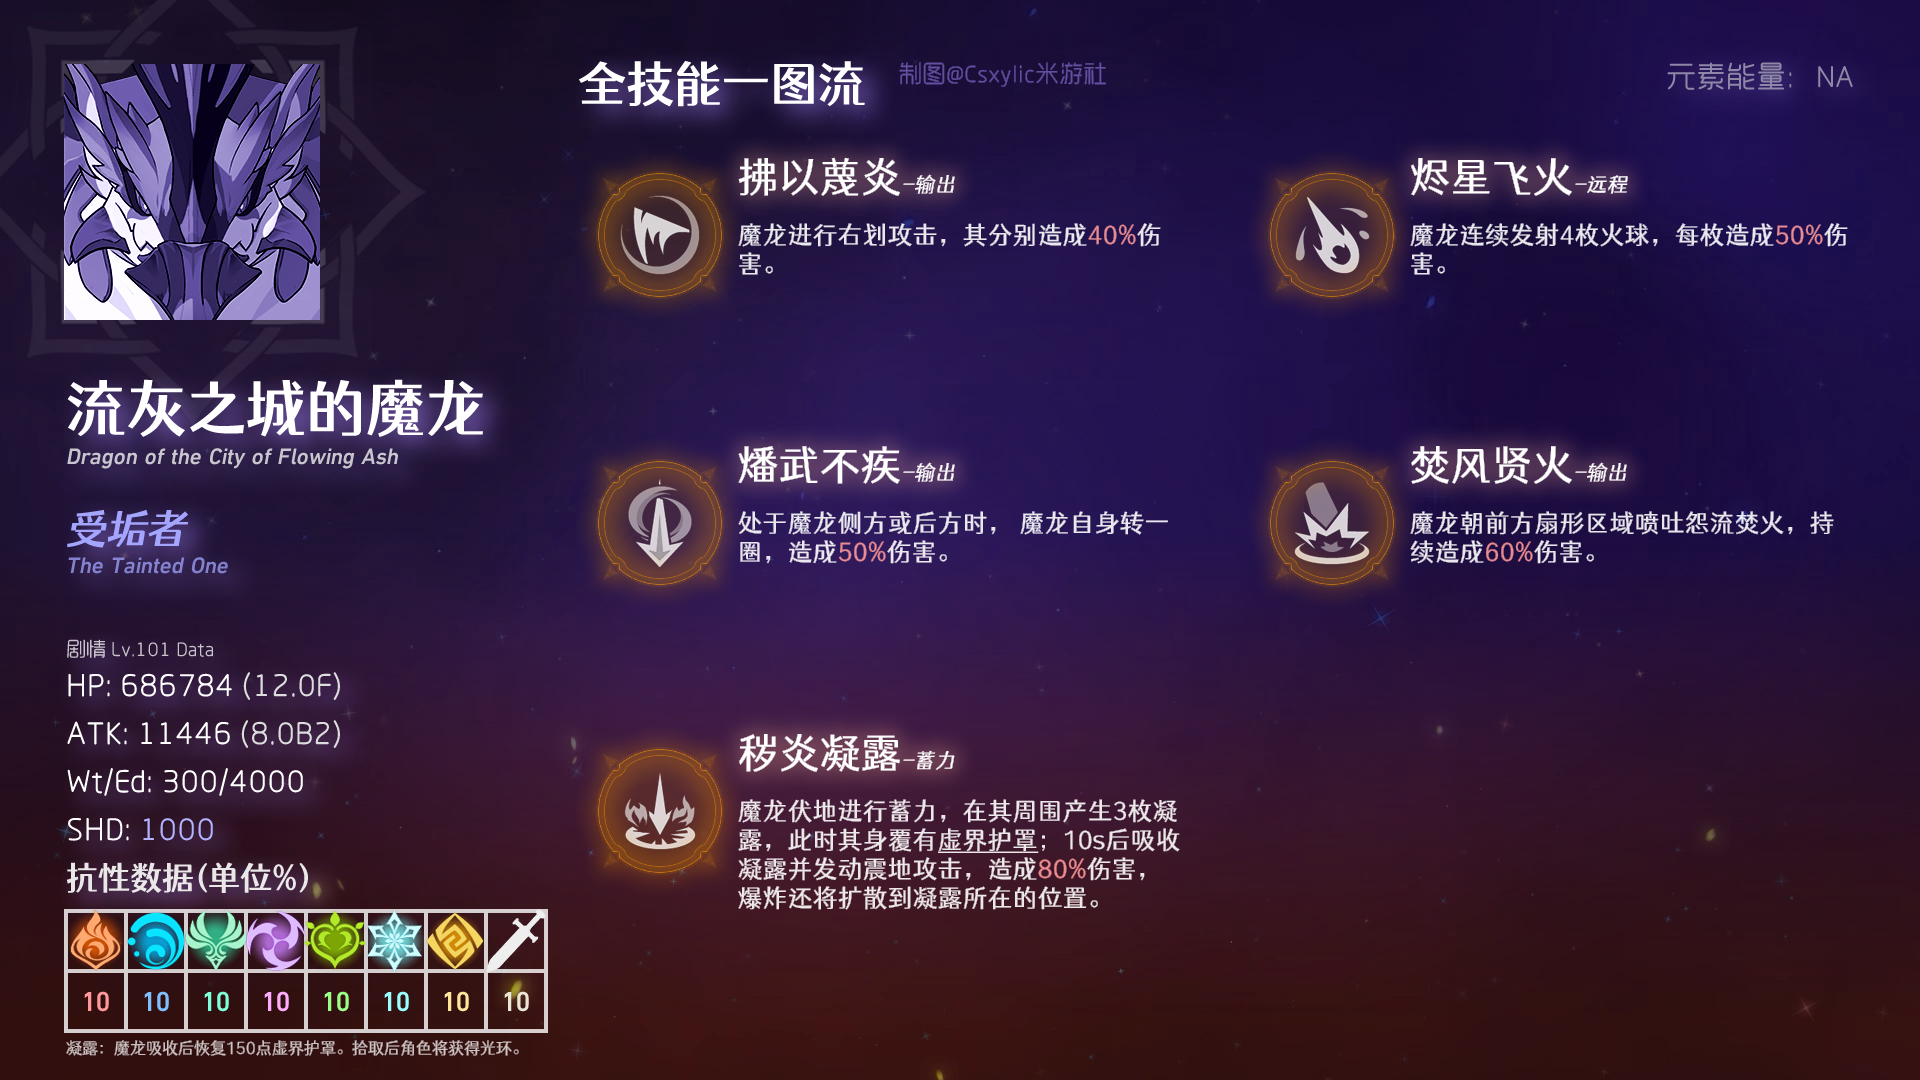 全技能一图流 制图@Csxylic米游社
元素能量: NA
流灰之城的魔龙
Dragon of the City of Flowing Ash
受垢者
The Tainted One
剧情 Lv.101 Data
HP: 686784 (12.0F)
ATK: 11446 (8.0B2)
Wt/Ed: 300/4000
SHD: 1000
抗性数据(单位%)
10 10 10 10 10 10 10 10
凝露：魔龙吸收后恢复150点虚界护罩。拾取后角色将获得光环。
拂以蔑炎-输出
魔龙进行右划攻击，其分别造成40%伤
害。
烬星飞火-远程
魔龙连续发射4枚火球，每枚造成50%伤
害。
燔武不疾-输出
处于魔龙侧方或后方时， 魔龙自身转一
圈，造成50%伤害。
焚风贤火-输出
魔龙朝前方扇形区域喷吐怨流焚火，持
续造成60%伤害。
秽炎凝露-蓄力
魔龙伏地进行蓄力，在其周围产生3枚凝
露，此时其身覆有虚界护罩；10s后吸收
凝露并发动震地攻击，造成80%伤害，
爆炸还将扩散到凝露所在的位置。